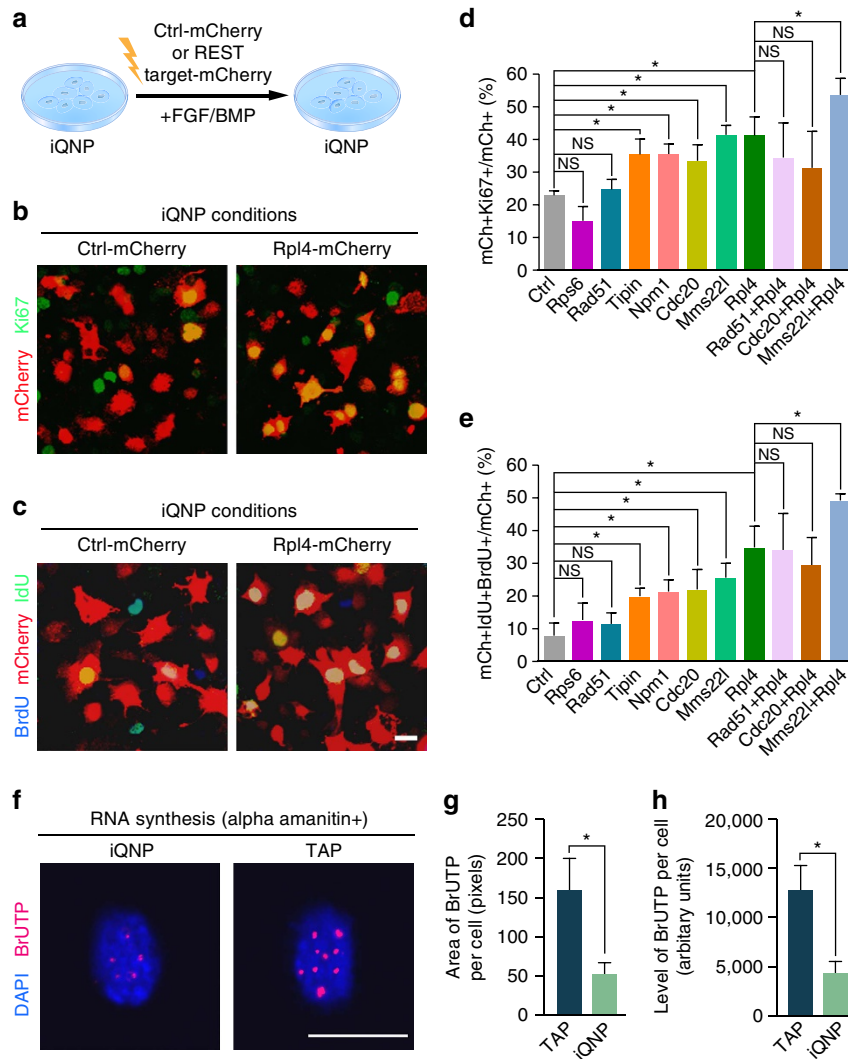 a
Ctrl-mCherry
or REST
target-mCherry
+FGF/BMP
iQNP
iQNP
b
iQNP conditions
Ctrl-mCherry
Rpl4-mCherry
mCherry Ki67
c
iQNP conditions
Ctrl-mCherry
Rpl4-mCherry
BrdU mCherry IdU
d
mCh+Ki67+/mCh+ (%)
60
50
40
30
20
10
0
NS
NS
*
*
*
*
*
NS
NS
*
Ctrl
Rps6
Rad51
Tipin
Npm1
Cdc20
Mms22l
Rpl4
Rad51+Rpl4
Cdc20+Rpl4
Mms22l+Rpl4
e
mCh+IdU+BrdU+/mCh+ (%)
60
50
40
30
20
10
0
NS
NS
*
*
*
*
*
NS
NS
*
Ctrl
Rps6
Rad51
Tipin
Npm1
Cdc20
Mms22l
Rpl4
Rad51+Rpl4
Cdc20+Rpl4
Mms22l+Rpl4
f
RNA synthesis (alpha amanitin+)
iQNP
TAP
DAPI BrUTP
g
Area of BrUTP
per cell (pixels)
250
200
150
100
50
0
*
TAP
iQNP
h
Level of BrUTP per cell
(arbitary units)
20,000
15,000
10,000
5,000
0
*
TAP
iQNP